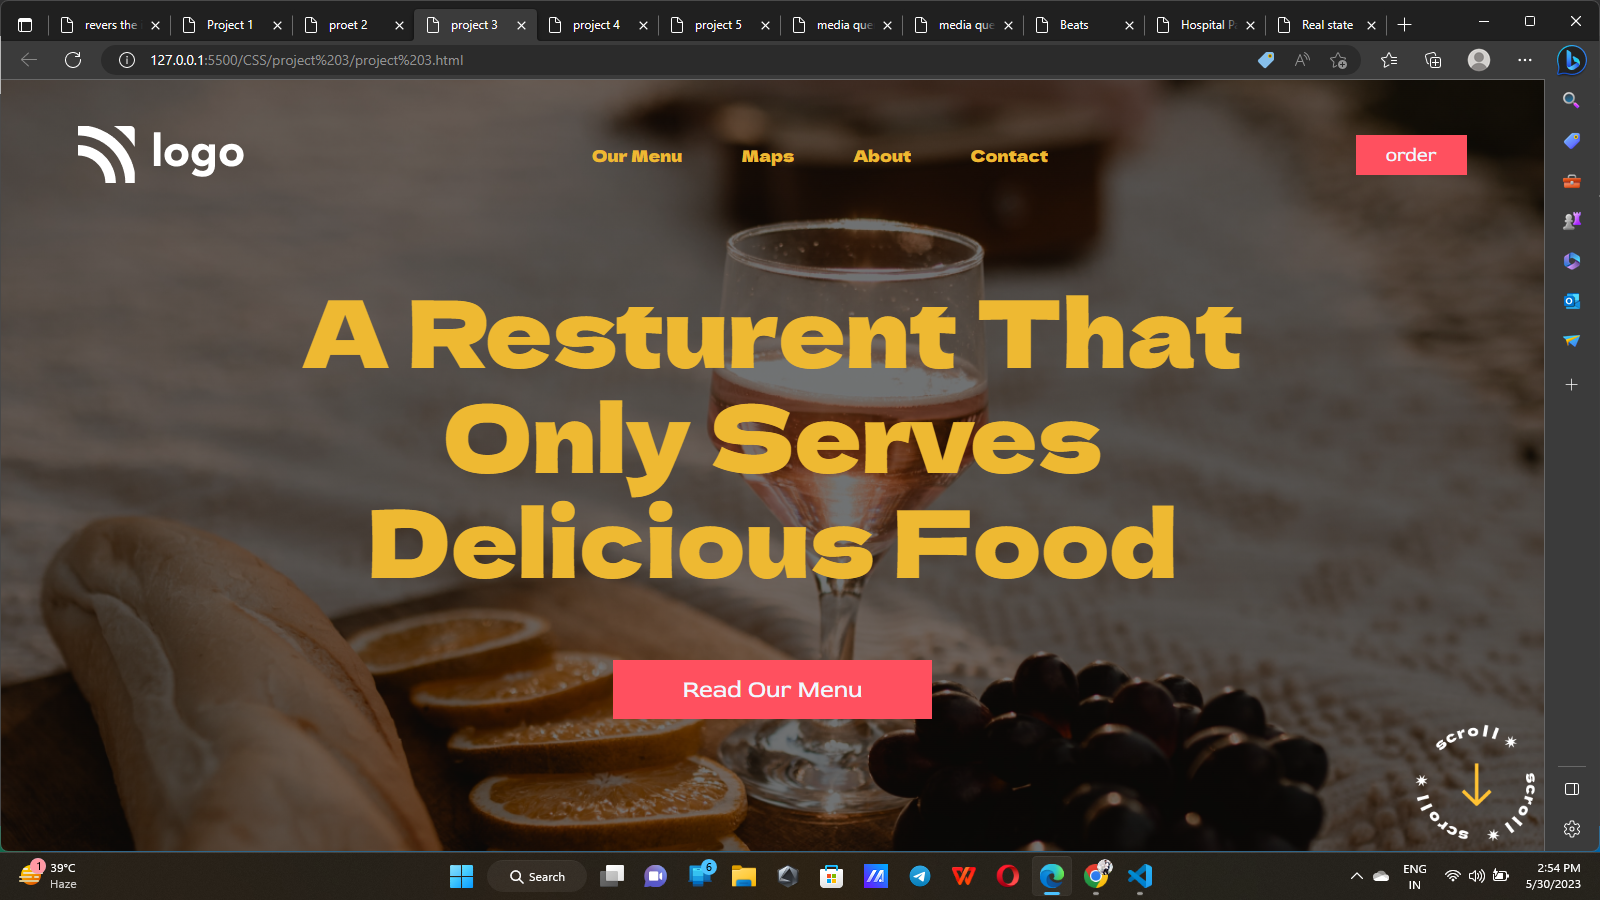 revers the
Project 1
proet 2
project 3
project 4
project 5
media que
media que
Beats
Hospital P
Real state
127.0.0.1:5500/CSS/project%203/project%203.html
logo
Our Menu
Maps
About
Contact
order
A Resturent That
Only Serves
Delicious Food
Read Our Menu
scroll ✷ scroll ✷ scroll ✷
1
39°C
Haze
Search
6
ENG
IN
2:54 PM
5/30/2023